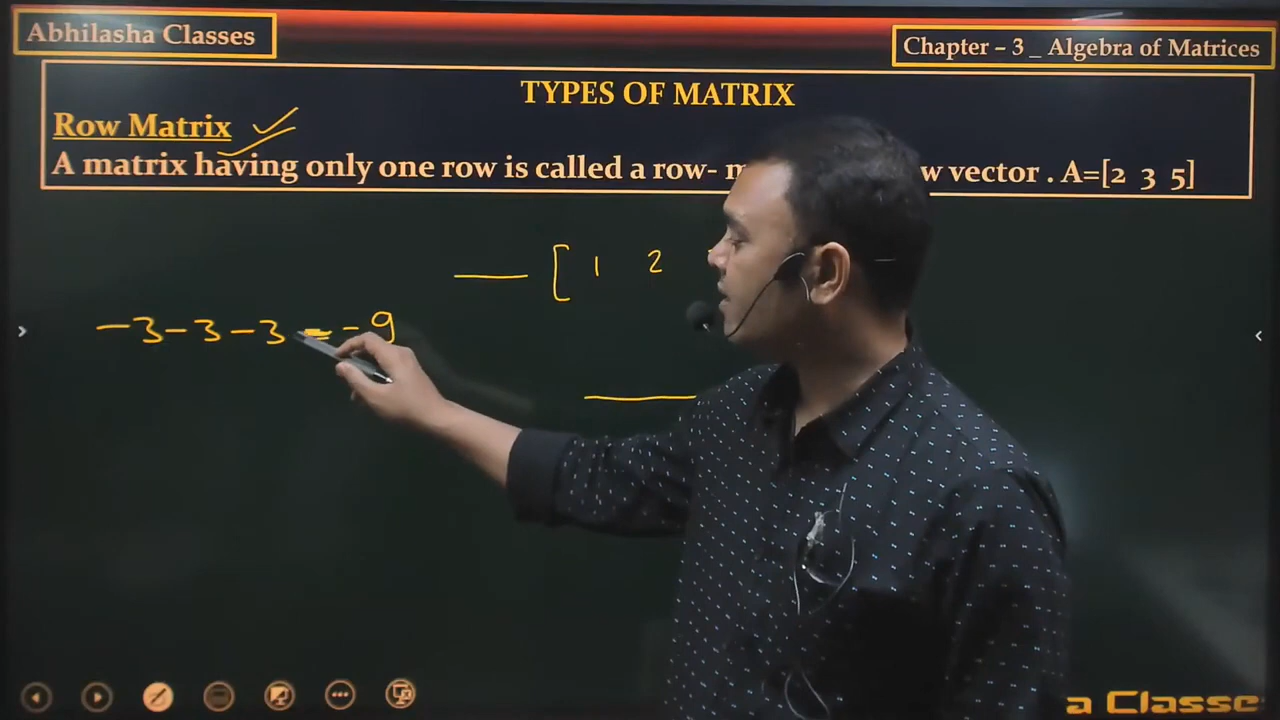 Abhilasha Classes
Chapter – 3 _ Algebra of Matrices
TYPES OF MATRIX
Row Matrix
A matrix having only one row is called a row- vector . A=[2 3 5]
[ 1 2
-3-3-3 = -9
a Classe